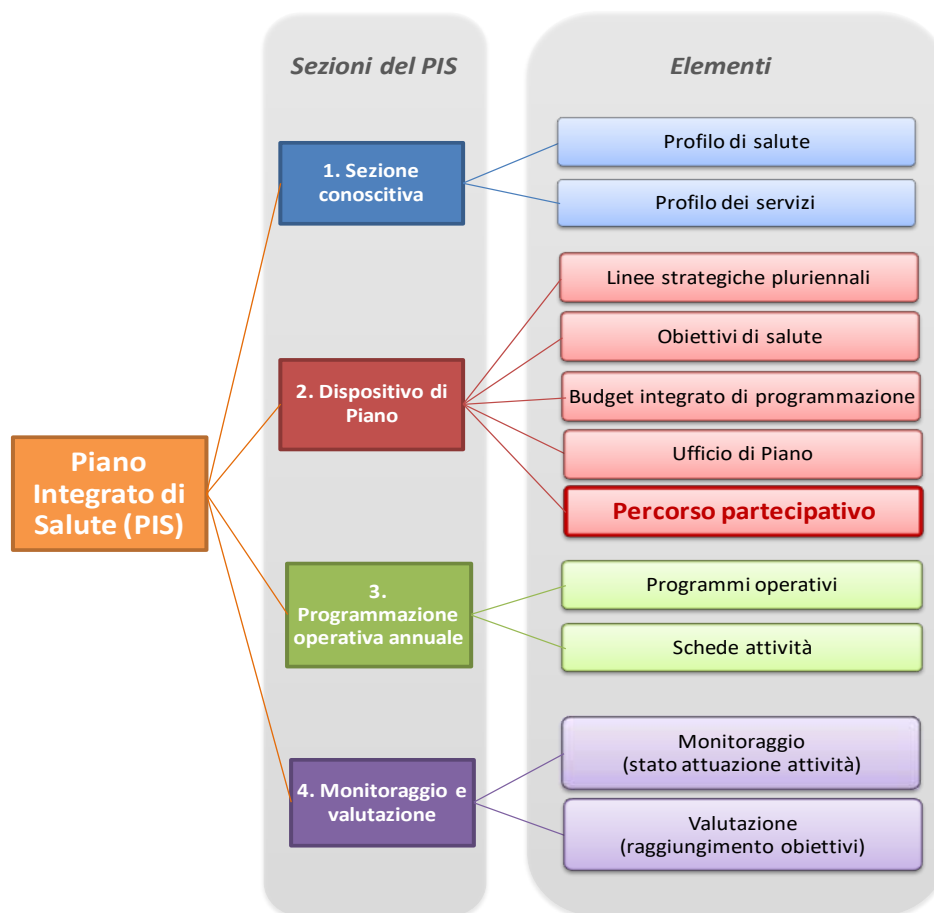 Sezioni del PIS
Elementi
Piano
Integrato di
Salute (PIS)
1. Sezione
conoscitiva
Profilo di salute
Profilo dei servizi
2. Dispositivo di
Piano
Linee strategiche pluriennali
Obiettivi di salute
Budget integrato di programmazione
Ufficio di Piano
Percorso partecipativo
3.
Programmazione
operativa annuale
Programmi operativi
Schede attività
4. Monitoraggio e
valutazione
Monitoraggio
(stato attuazione attività)
Valutazione
(raggiungimento obiettivi)